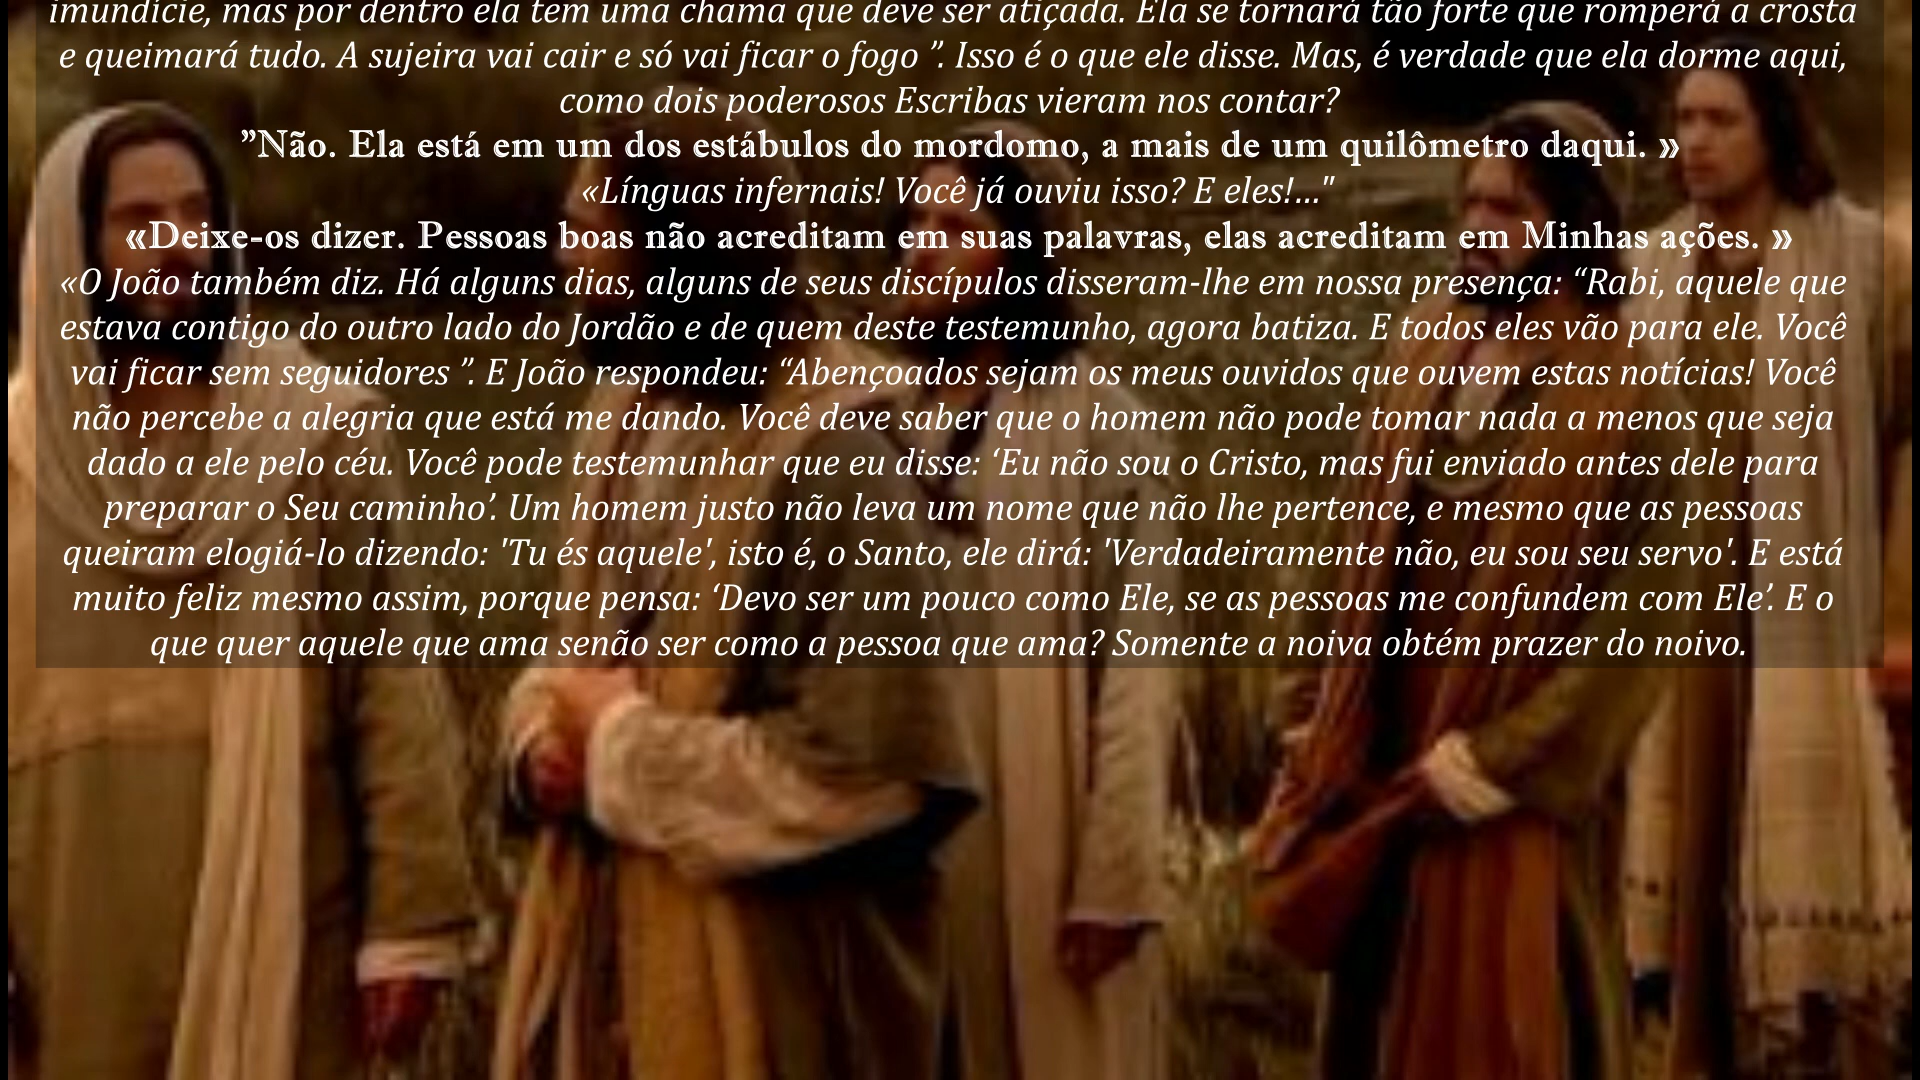 imundície, mas por dentro ela tem uma chama que deve ser atiçada. Ela se tornará tão forte que romperá a crosta
e queimará tudo. A sujeira vai cair e só vai ficar o fogo ”. Isso é o que ele disse. Mas, é verdade que ela dorme aqui,
como dois poderosos Escribas vieram nos contar?
”Não. Ela está em um dos estábulos do mordomo, a mais de um quilômetro daqui. »
«Línguas infernais! Você já ouviu isso? E eles!..."
«Deixe-os dizer. Pessoas boas não acreditam em suas palavras, elas acreditam em Minhas ações. »
«O João também diz. Há alguns dias, alguns de seus discípulos disseram-lhe em nossa presença: “Rabi, aquele que
estava contigo do outro lado do Jordão e de quem deste testemunho, agora batiza. E todos eles vão para ele. Você
vai ficar sem seguidores ”. E João respondeu: “Abençoados sejam os meus ouvidos que ouvem estas notícias! Você
não percebe a alegria que está me dando. Você deve saber que o homem não pode tomar nada a menos que seja
dado a ele pelo céu. Você pode testemunhar que eu disse: ‘Eu não sou o Cristo, mas fui enviado antes dele para
preparar o Seu caminho’. Um homem justo não leva um nome que não lhe pertence, e mesmo que as pessoas
queiram elogiá-lo dizendo: 'Tu és aquele', isto é, o Santo, ele dirá: 'Verdadeiramente não, eu sou seu servo'. E está
muito feliz mesmo assim, porque pensa: ‘Devo ser um pouco como Ele, se as pessoas me confundem com Ele’. E o
que quer aquele que ama senão ser como a pessoa que ama? Somente a noiva obtém prazer do noivo.